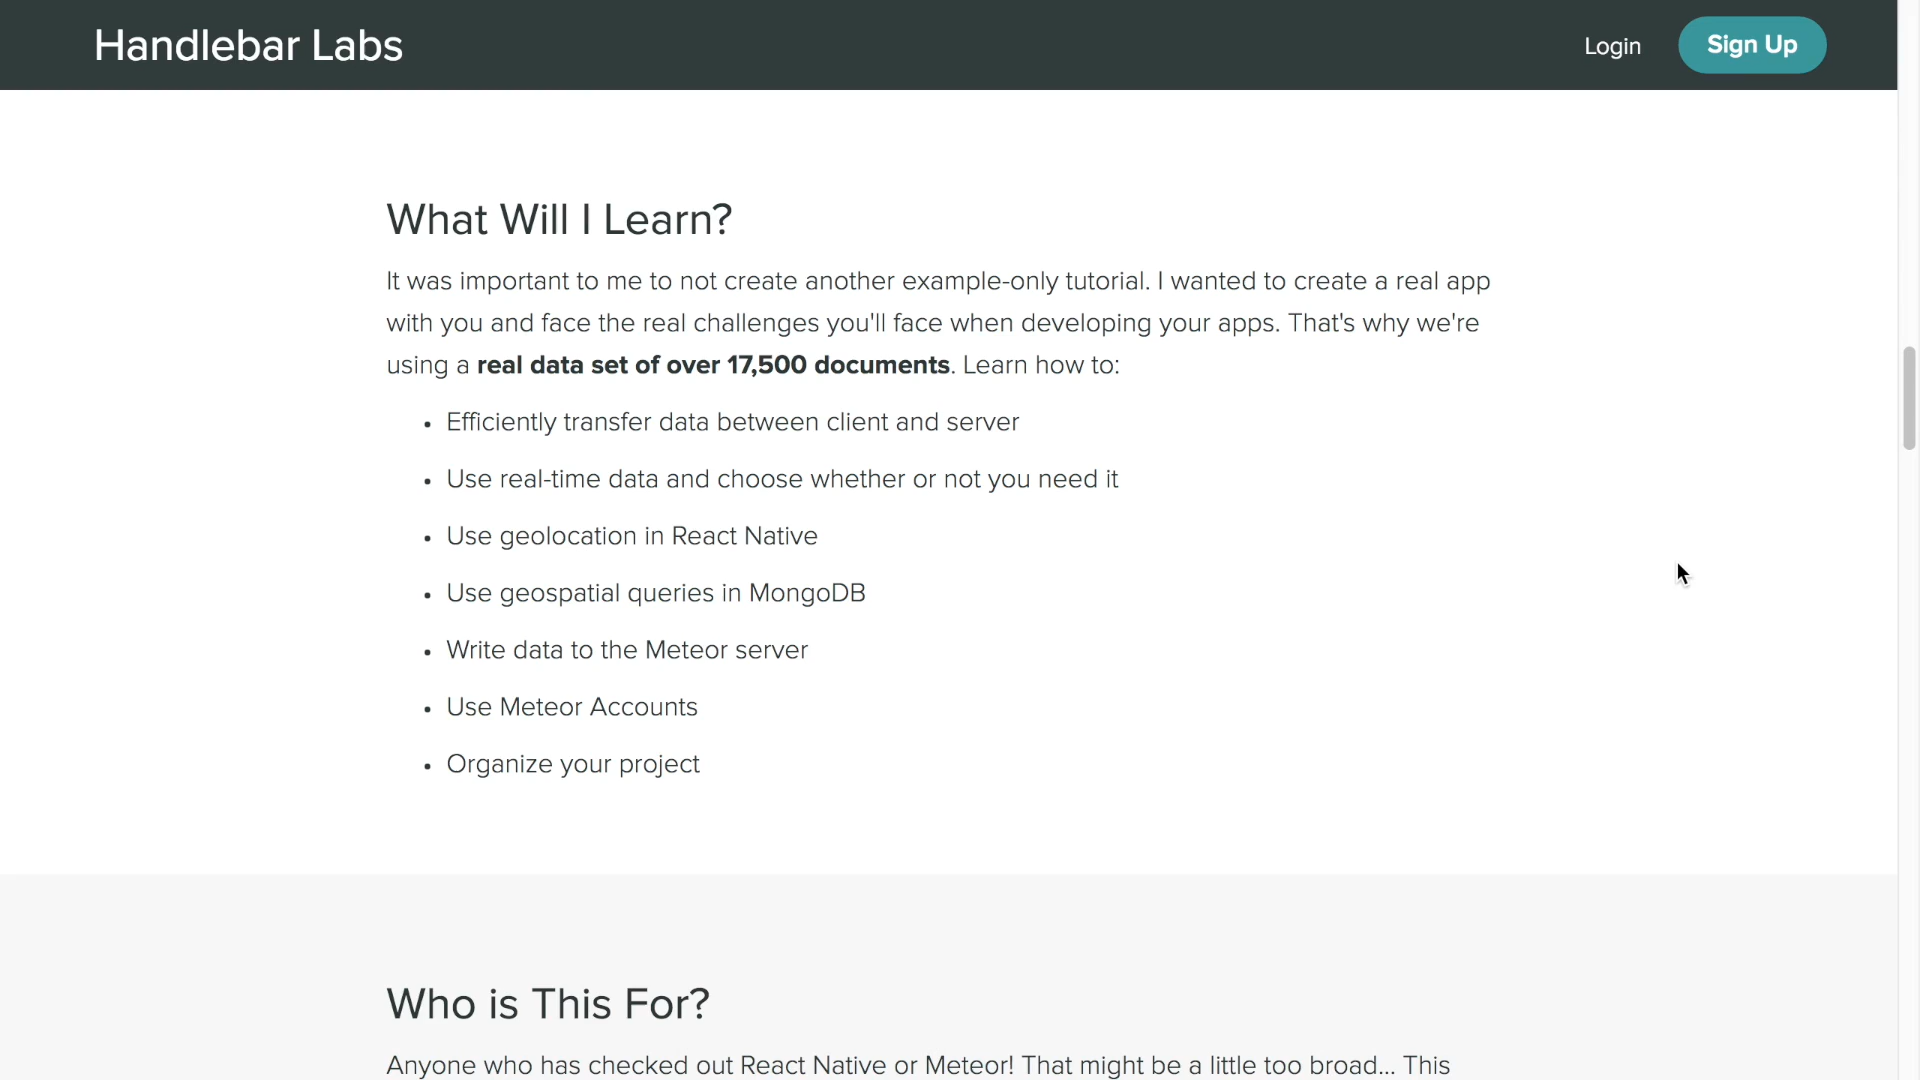 Handlebar Labs
Login
Sign Up
What Will I Learn?
It was important to me to not create another example-only tutorial. I wanted to create a real app
with you and face the real challenges you'll face when developing your apps. That's why we're
using a real data set of over 17,500 documents. Learn how to:
• Efficiently transfer data between client and server
• Use real-time data and choose whether or not you need it
• Use geolocation in React Native
• Use geospatial queries in MongoDB
• Write data to the Meteor server
• Use Meteor Accounts
• Organize your project
Who is This For?
Anyone who has checked out React Native or Meteor! That might be a little too broad... This